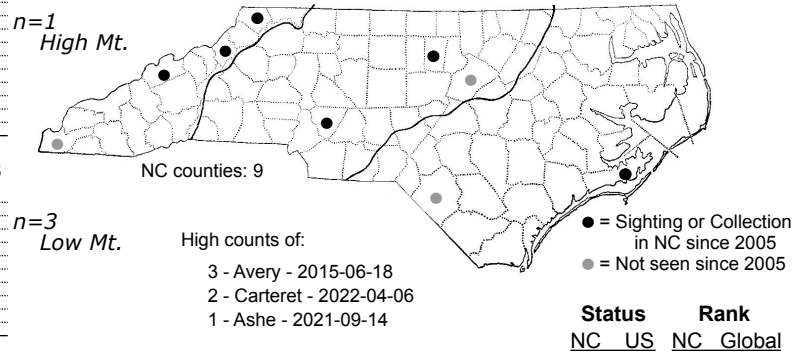 n=1
High Mt.
NC counties: 9
n=3
Low Mt.
High counts of:
3 - Avery - 2015-06-18
2 - Carteret - 2022-04-06
1 - Ashe - 2021-09-14
● = Sighting or Collection
in NC since 2005
● = Not seen since 2005
Status Rank
NC US NC Global